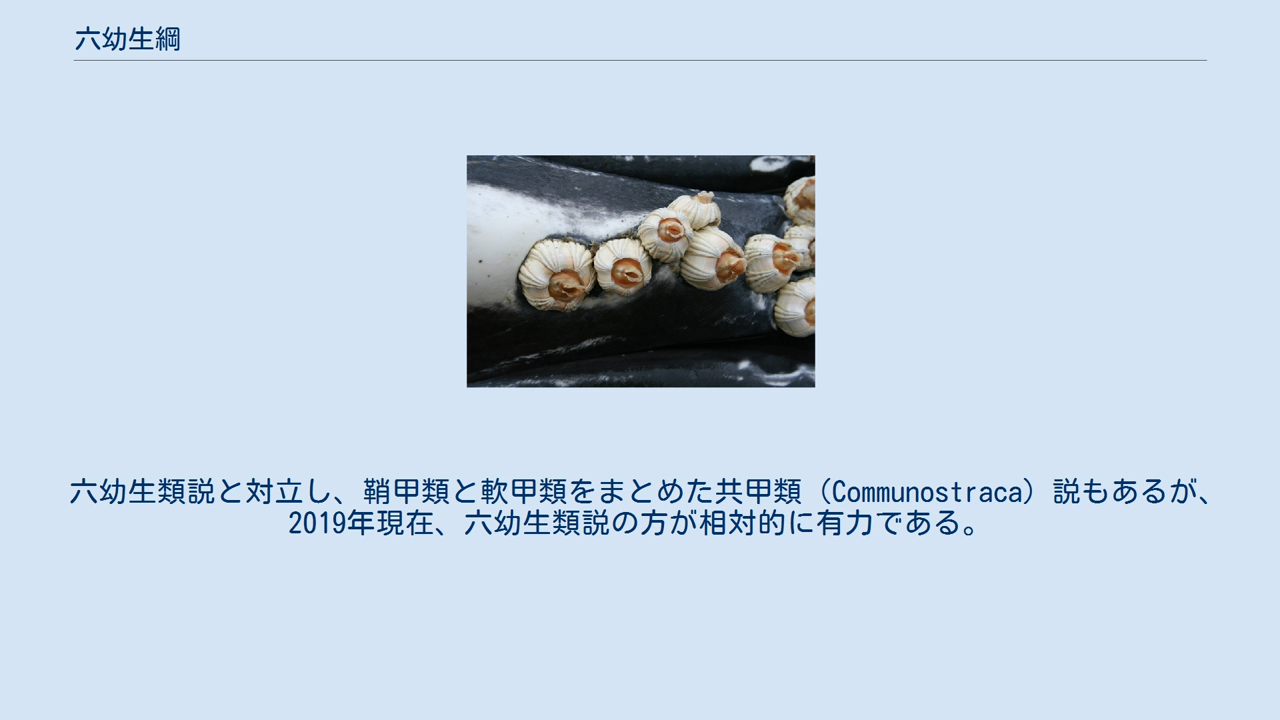 六幼生綱
六幼生類説と対立し、鞘甲類と軟甲類をまとめた共甲類（Communostraca）説もあるが、
2019年現在、六幼生類説の方が相対的に有力である。